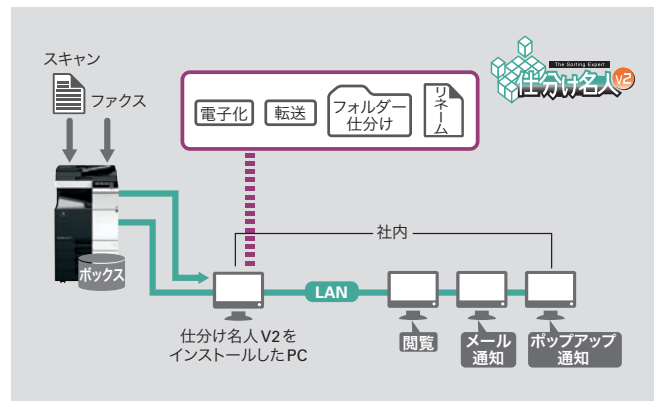 スキャン
ファクス
ボックス
電子化
転送
フォルダー
仕分け
リネーム
The Sorting Expert
仕分け名人 V2
社内
LAN
仕分け名人V2を
インストールしたPC
閲覧
メール
通知
ポップアップ
通知